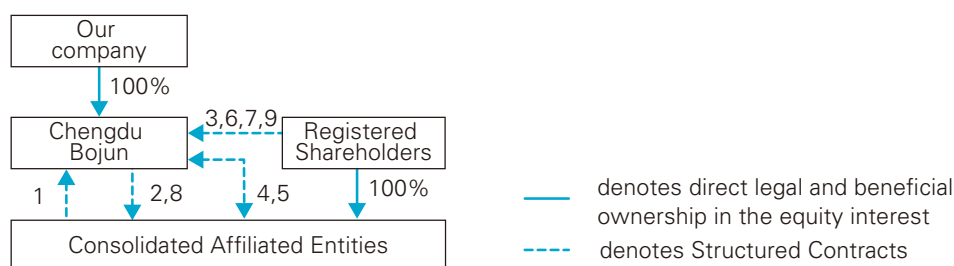 Our
company
100%
Chengdu
Bojun
3,6,7,9
Registered
Shareholders
1
2,8
4,5
100%
Consolidated Affiliated Entities
denotes direct legal and beneficial
ownership in the equity interest
denotes Structured Contracts